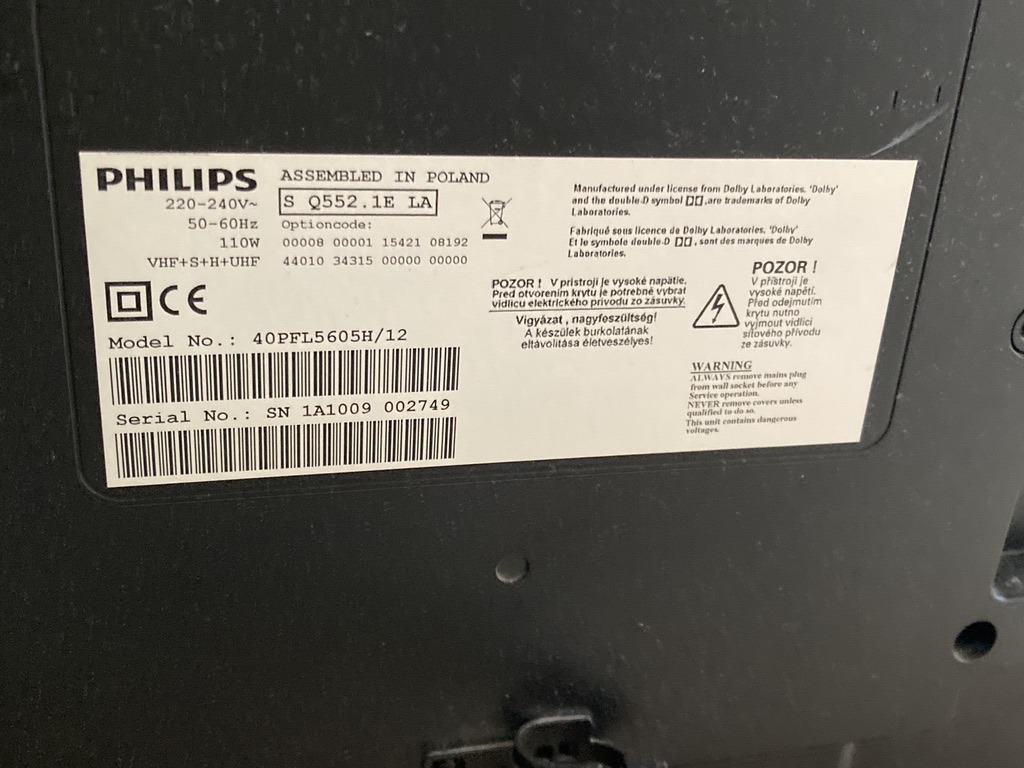 PHILIPS
220-240V~
50-60Hz
110W
VHF+S+H+UHF
ASSEMBLED IN POLAND
S Q552.1E LA
Optioncode:
00008 00001 15421 08192
44010 34315 00000 00000
CE
Model No.: 40PFL5605H/12
Serial No.: SN 1A1009 002749
Manufactured under license from Dolby Laboratories. 'Dolby'
and the double-D symbol ,are trademarks of Dolby
Laboratories.
Fabriqué sous licence de Dolby Laboratories. 'Dolby'
Et le symbole double-D , sont des marques de Dolby
Laboratories.
POZOR ! V pristroji je vysoké napätie.
Pred otvorením krytu je potrebné vybrat
vidlicu elektrického privodu zo zásuvky.
Vigyázat, nagyfeszültség!
A készülek burkolatának
eltávolítása életveszélyes!
POZOR !
V přístroji je
vysoké napětí.
Před odejmutím
krytu nutno
vyjmout vidlici
síťového přívodu
ze zásuvky.
WARNING
ALWAYS remove mains plug
from wall socket before any
Service operation.
NEVER remove covers unless
qualified to do so.
This unit contains dangerous
voltages.